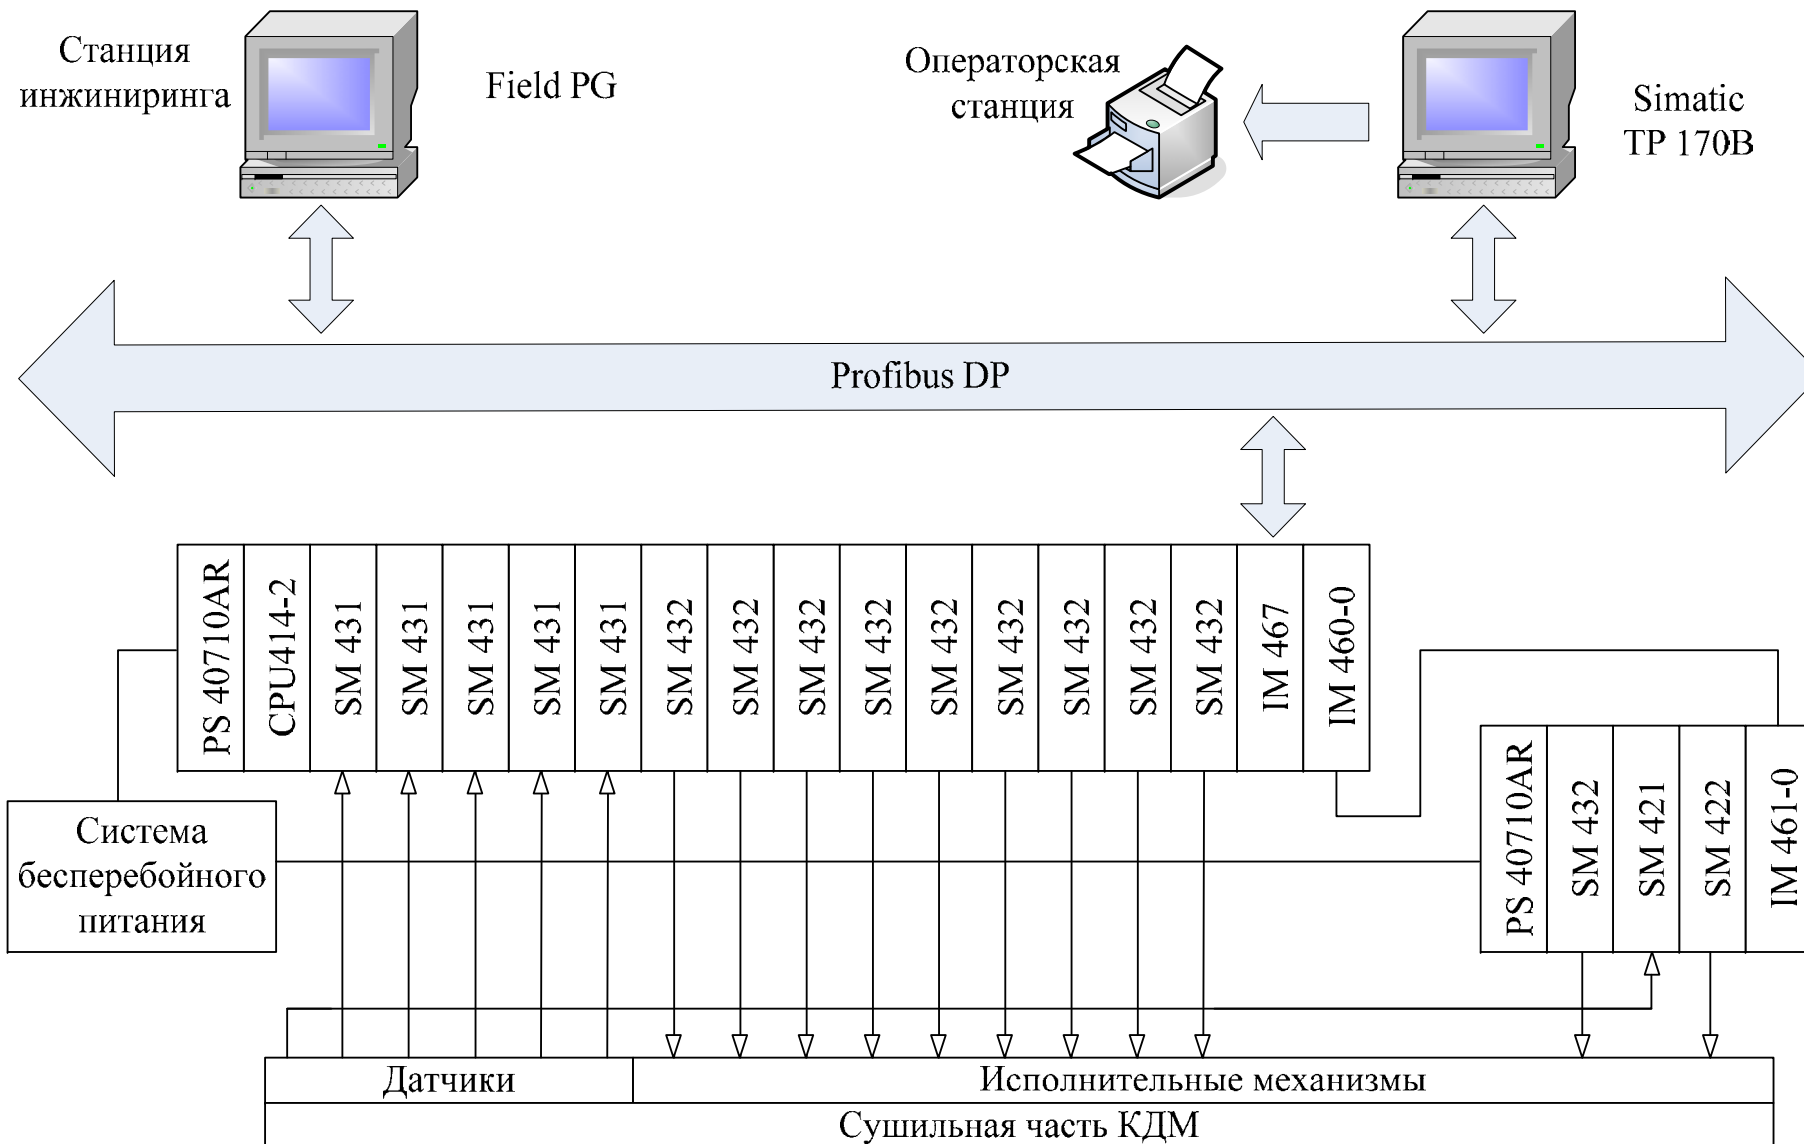 Станция
инжиниринга
Field PG
Операторская
станция
Simatic
TP 170B
Profibus DP
PS 40710AR
CPU414-2
SM 431
SM 431
SM 431
SM 431
SM 431
SM 432
SM 432
SM 432
SM 432
SM 432
SM 432
SM 432
SM 432
SM 432
IM 467
IM 460-0
PS 40710AR
SM 432
SM 421
SM 422
IM 461-0
Система
бесперебойного
питания
Датчики
Исполнительные механизмы
Сушильная часть КДМ